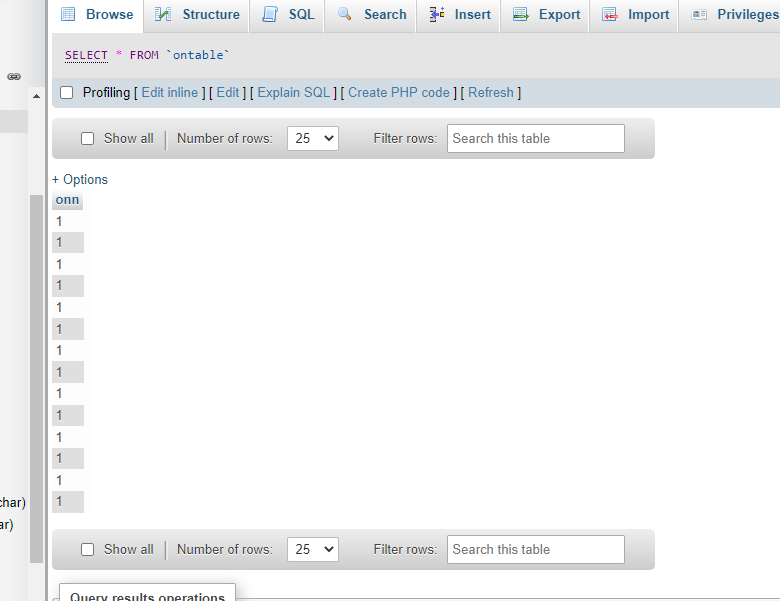 Browse Structure SQL Search Insert Export Import Privileges
SELECT * FROM `ontable`
Profiling [ Edit inline ] [ Edit ] [ Explain SQL ] [ Create PHP code ] [ Refresh ]
Show all Number of rows: 25 Filter rows: Search this table
+ Options
onn
1
1
1
1
1
1
1
1
1
1
1
1
1
1
char)
ar)
Show all Number of rows: 25 Filter rows: Search this table
Query results operations